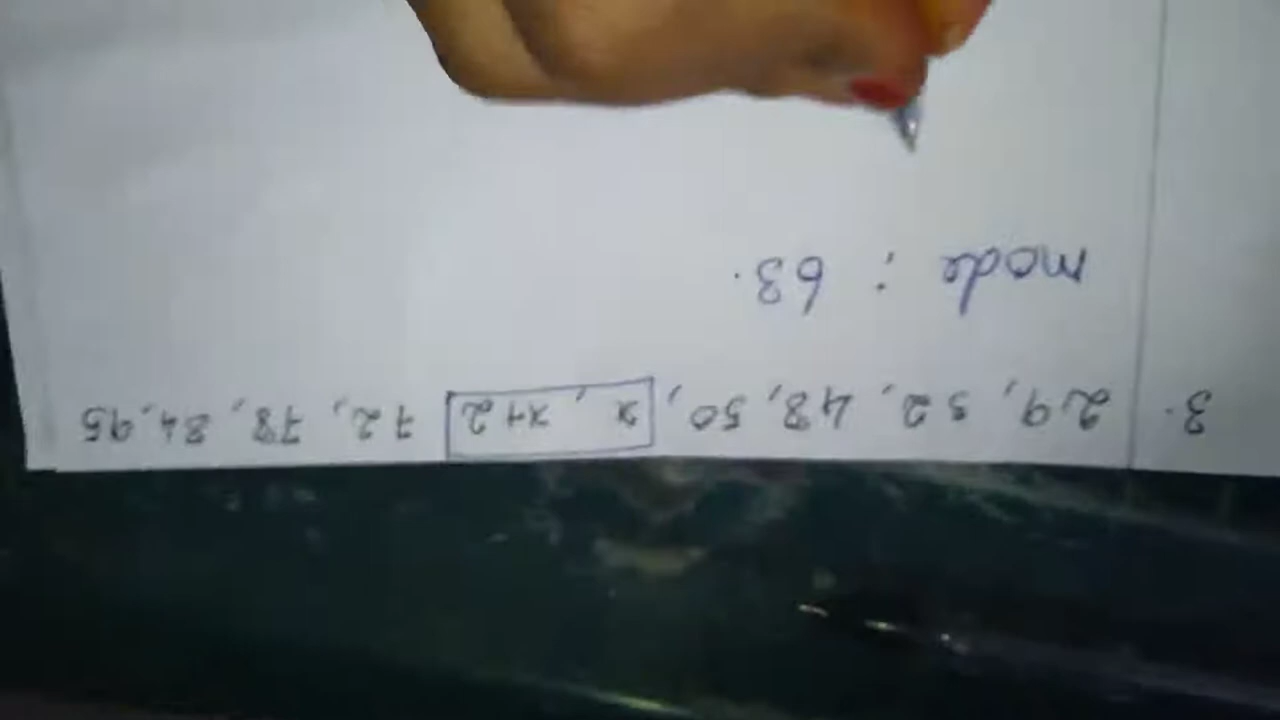 3. 29, 32, 48, 50, x, x+2 72, 78, 84, 95
mode : 63.